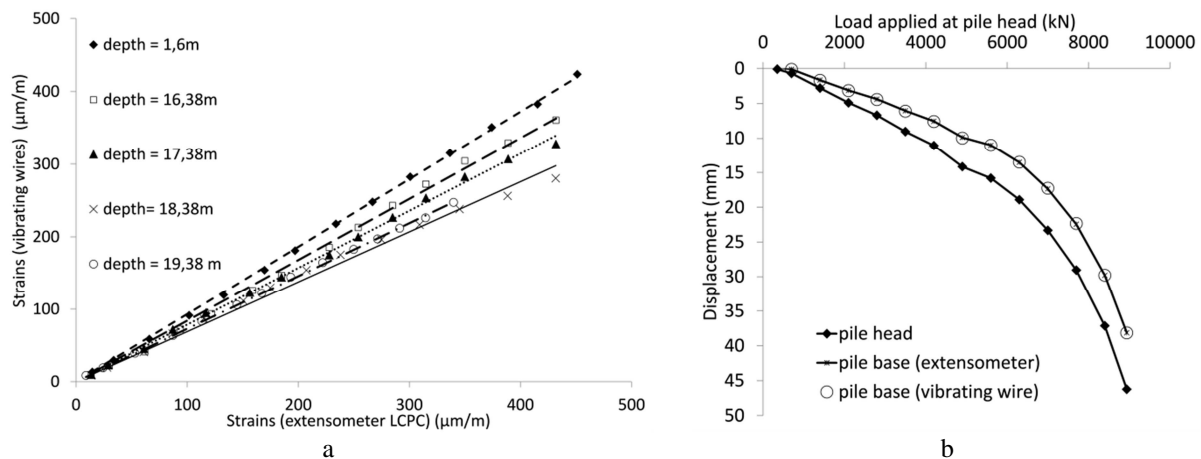 500
400
300
200
100
0
0
100
200
300
400
500
Strains (vibrating wires) (μm/m)
Strains (extensometer LCPC) (μm/m)
depth = 1,6m
depth = 16,38m
depth = 17,38m
depth= 18,38m
depth = 19,38 m
a
Load applied at pile head (kN)
0
2000
4000
6000
8000
10000
0
5
10
15
20
25
30
35
40
45
50
Displacement (mm)
pile head
pile base (extensometer)
pile base (vibrating wire)
b